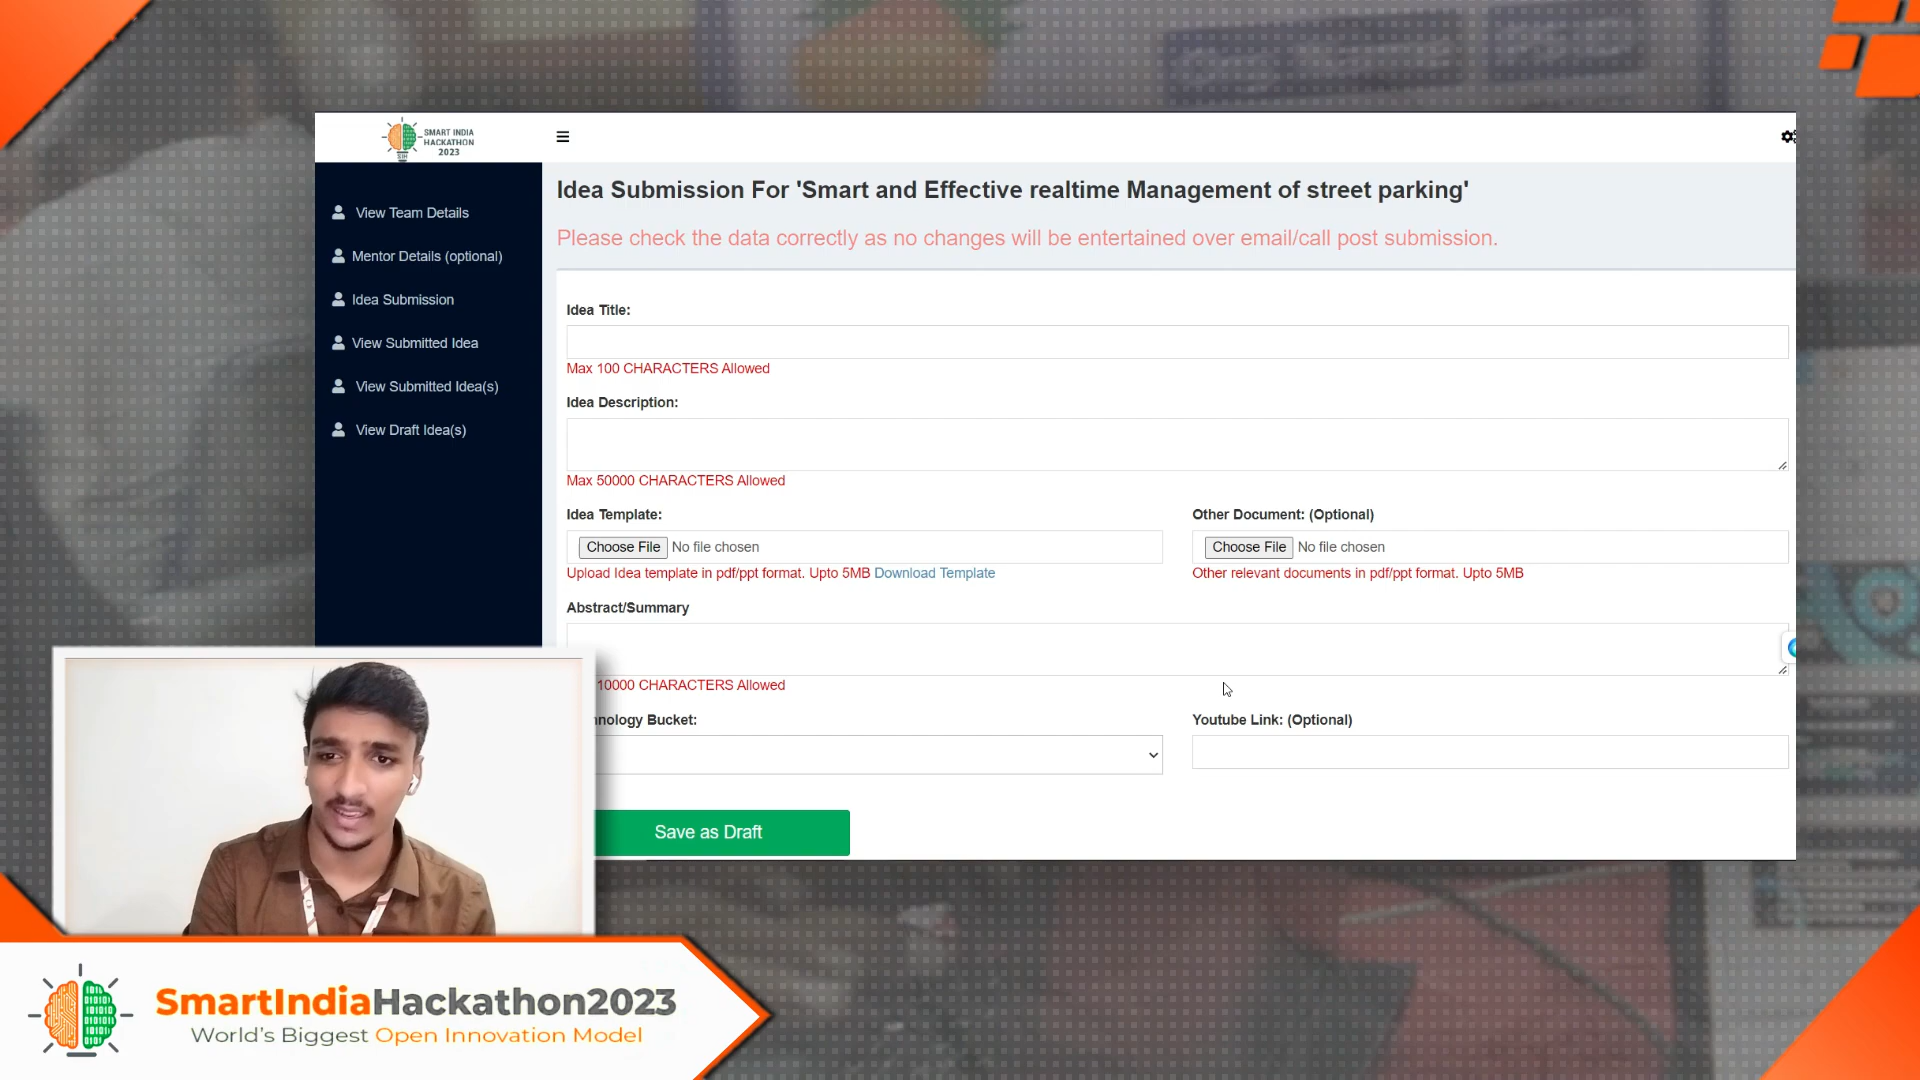 SMART INDIA
HACKATHON
2023
SIH
View Team Details
Mentor Details (optional)
Idea Submission
View Submitted Idea
View Submitted Idea(s)
View Draft Idea(s)
Idea Submission For 'Smart and Effective realtime Management of street parking'
Please check the data correctly as no changes will be entertained over email/call post submission.
Idea Title:
Max 100 CHARACTERS Allowed
Idea Description:
Max 50000 CHARACTERS Allowed
Idea Template:
Choose File No file chosen
Upload Idea template in pdf/ppt format. Upto 5MB Download Template
Other Document: (Optional)
Choose File No file chosen
Other relevant documents in pdf/ppt format. Upto 5MB
Abstract/Summary
10000 CHARACTERS Allowed
nology Bucket:
Youtube Link: (Optional)
Save as Draft
SmartIndiaHackathon2023
World's Biggest Open Innovation Model